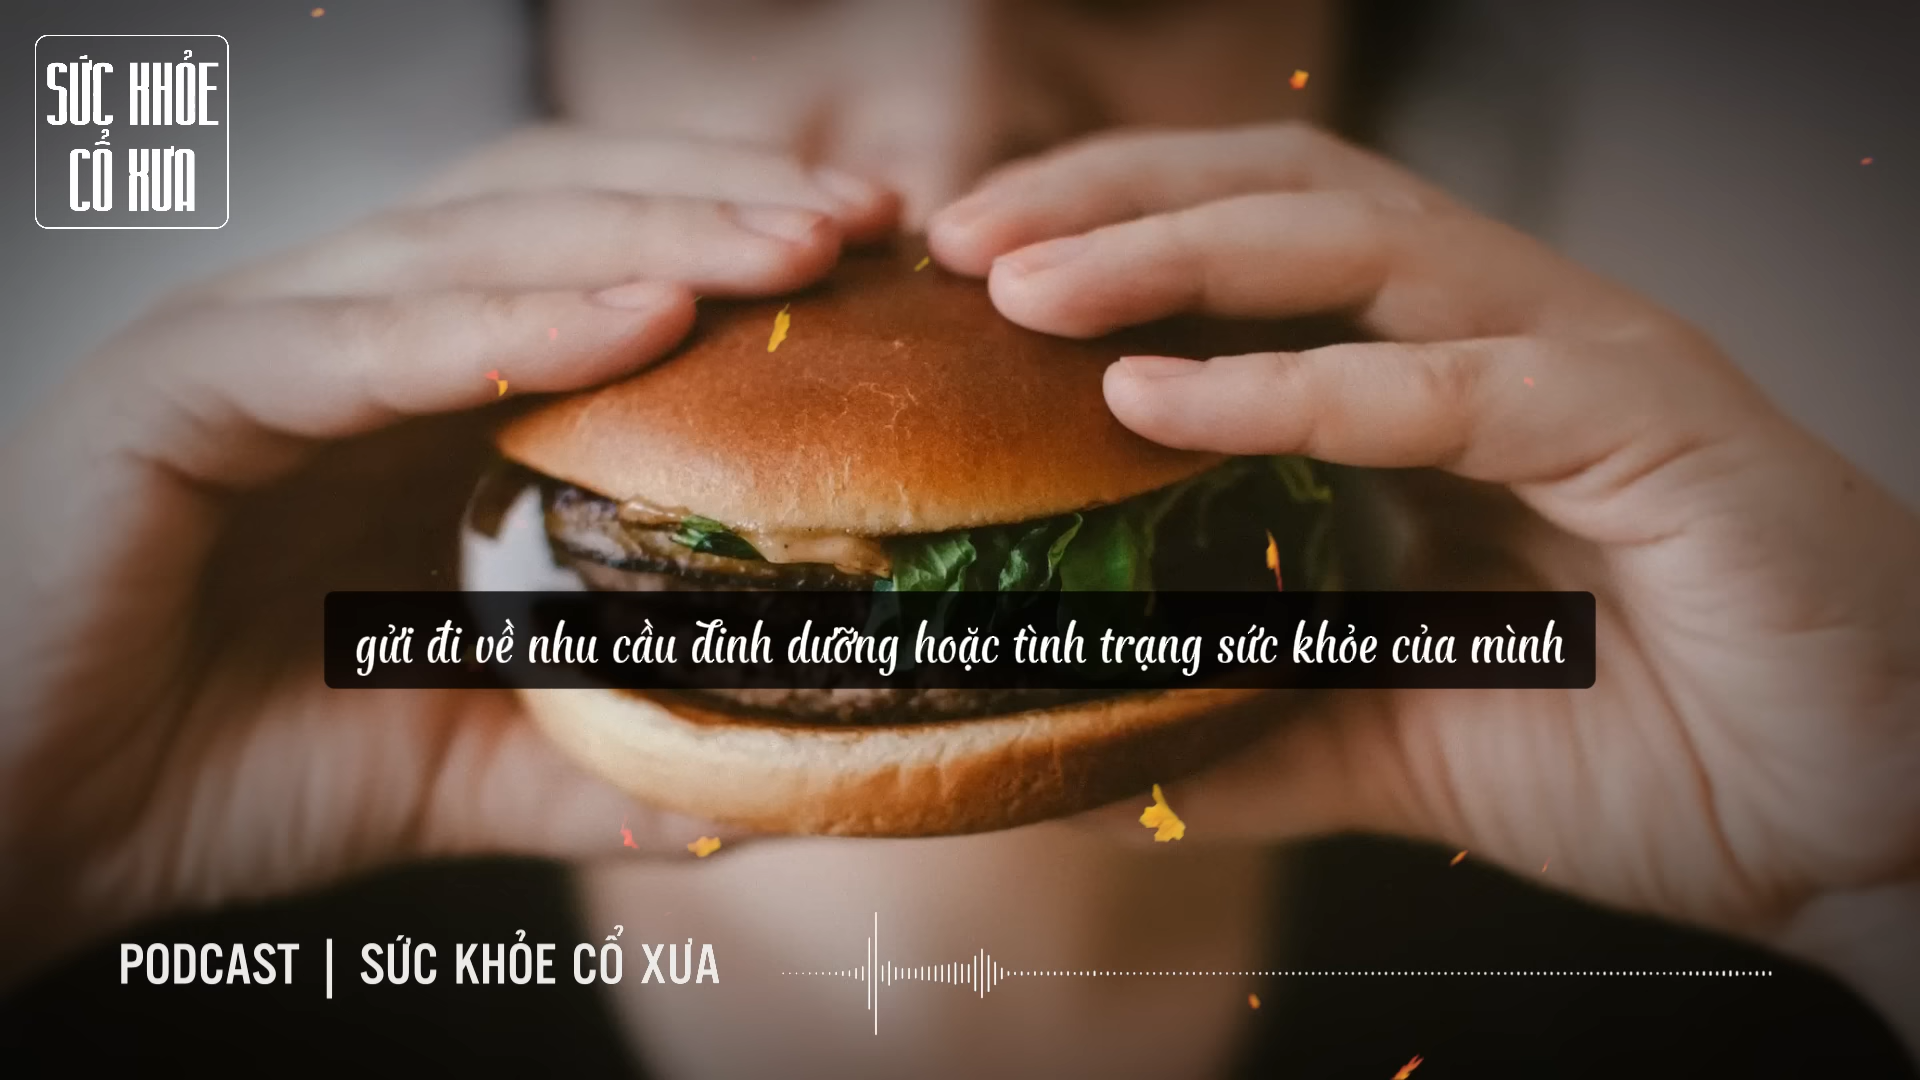 SỨC KHỎE
CỔ XƯA
gửi đi về nhu cầu đinh dưỡng hoặc tình trạng sức khỏe của mình
PODCAST | SỨC KHỎE CỔ XƯA